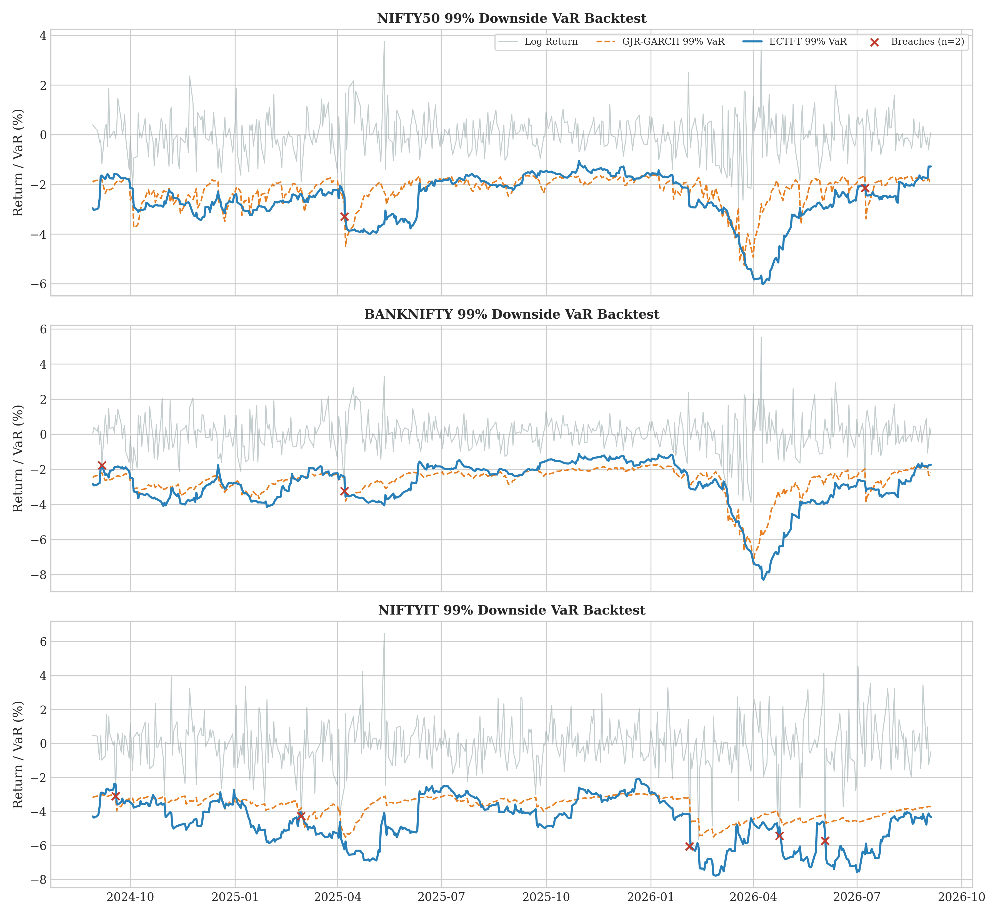 NIFTY50 99% Downside VaR Backtest
Log Return GJR-GARCH 99% VaR ECTFT 99% VaR Breaches (n=2)
Return / VaR (%)
4
2
0
−2
−4
−6
BANKNIFTY 99% Downside VaR Backtest
Return / VaR (%)
6
4
2
0
−2
−4
−6
−8
NIFTYIT 99% Downside VaR Backtest
Return / VaR (%)
6
4
2
0
−2
−4
−6
−8
2024-10 2025-01 2025-04 2025-07 2025-10 2026-01 2026-04 2026-07 2026-10